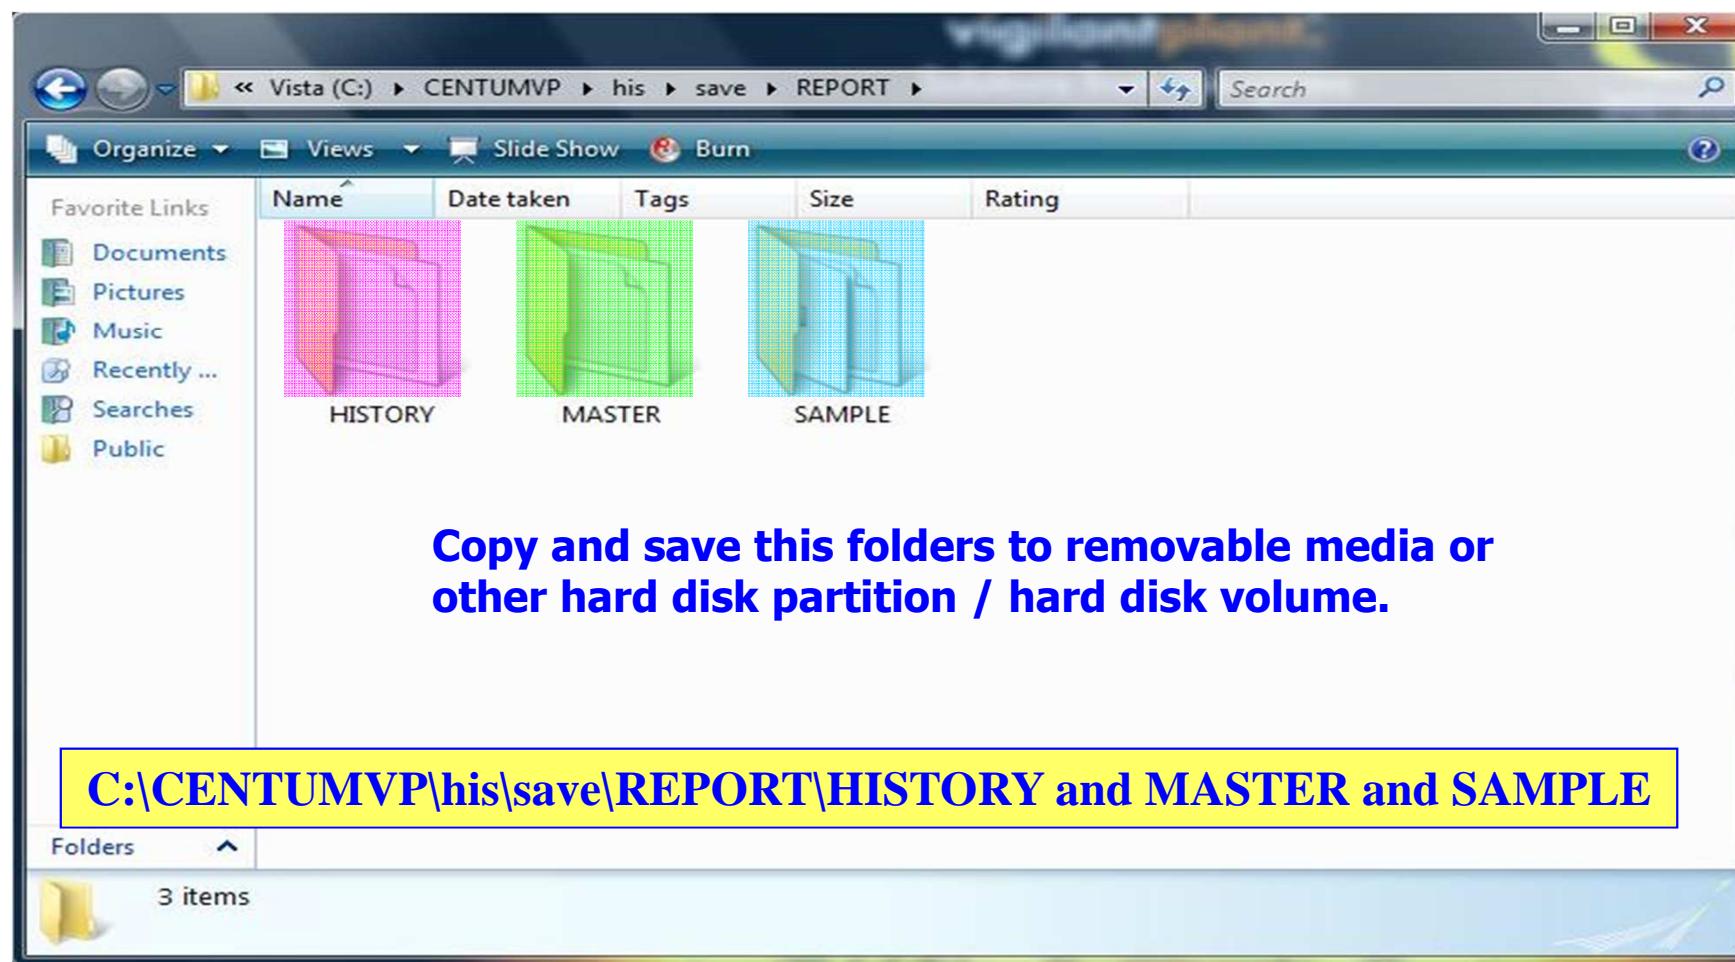 vigilantplant.
« Vista (C:) ▸ CENTUMVP ▸ his ▸ save ▸ REPORT ▸
Search
Organize Views Slide Show Burn
Favorite Links
Name Date taken Tags Size Rating
Documents
Pictures
Music
Recently ...
Searches
Public
HISTORY MASTER SAMPLE
Copy and save this folders to removable media or
other hard disk partition / hard disk volume.
C:\CENTUMVP\his\save\REPORT\HISTORY and MASTER and SAMPLE
Folders
3 items